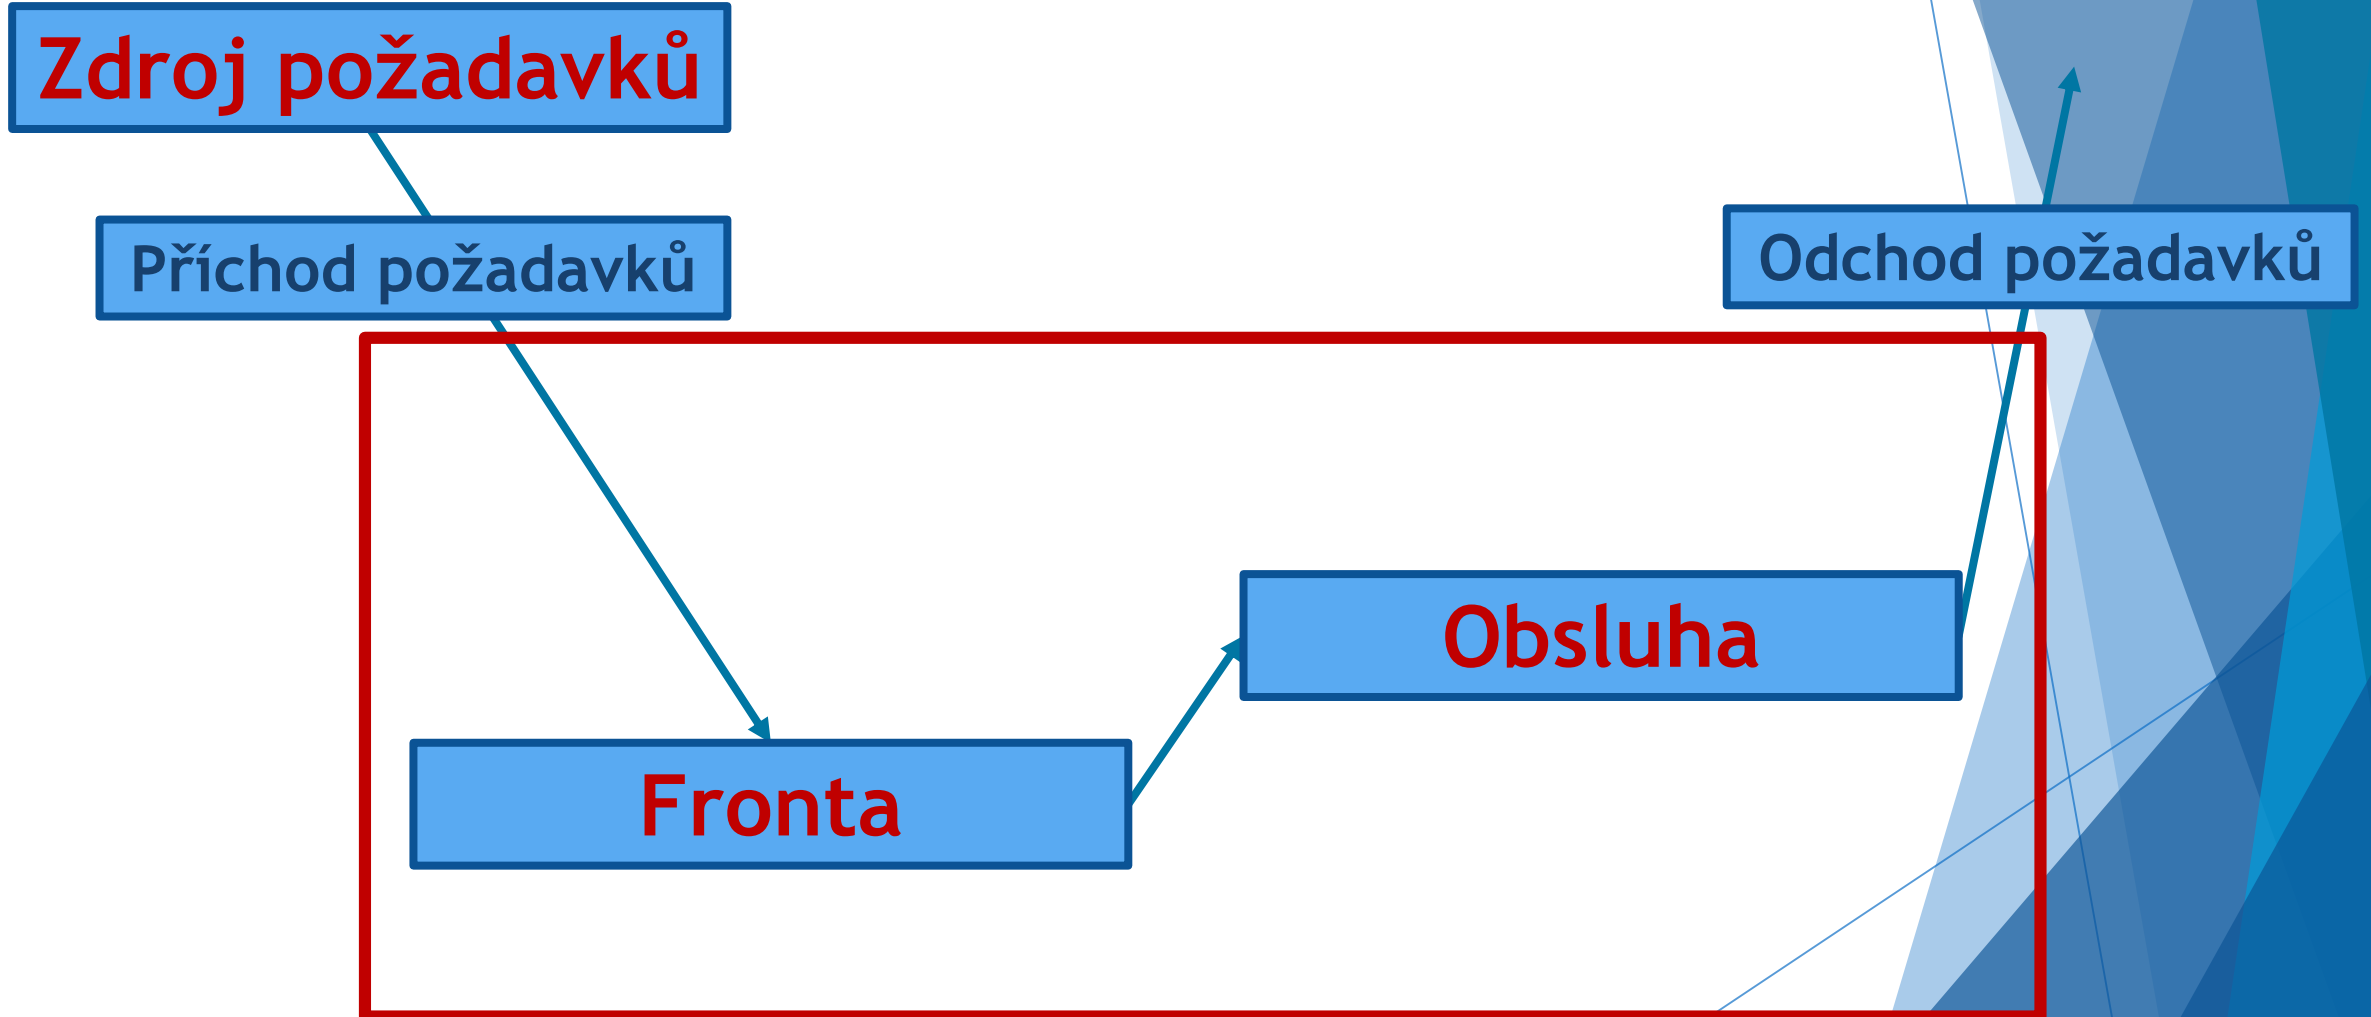 Zdroj požadavků
Příchod požadavků
Odchod požadavků
Obsluha
Fronta